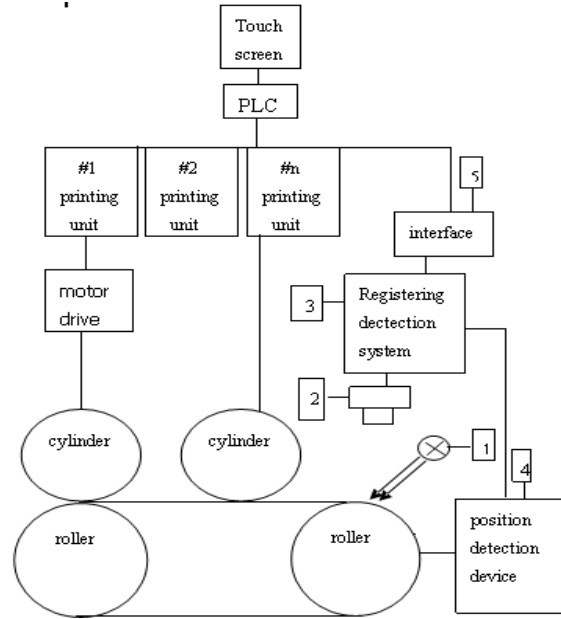 Touch
screen
PLC
#1
printing
unit
#2
printing
unit
#n
printing
unit
5
interface
motor
drive
3
Registering
dectection
system
2
cylinder
cylinder
1
4
roller
roller
position
detection
device